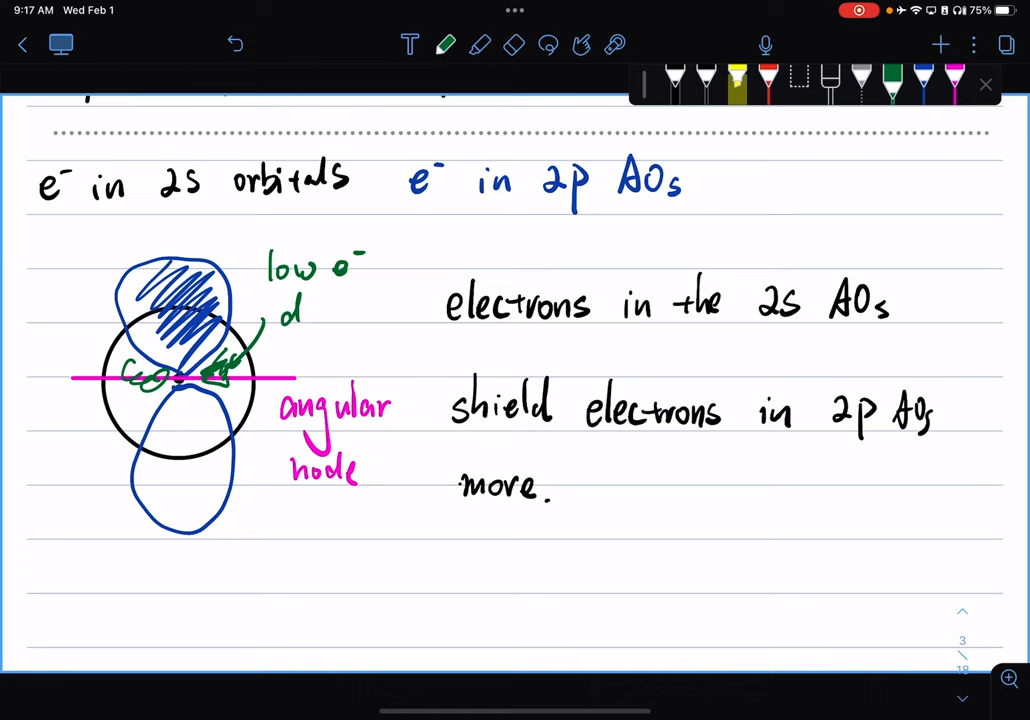 9:17 AM Wed Feb 1
75%
e⁻ in 2s orbitals e⁻ in 2p AOs
low e⁻
d
electrons in the 2s AOs
angular
node
shield electrons in 2p AOs
more.
3
18